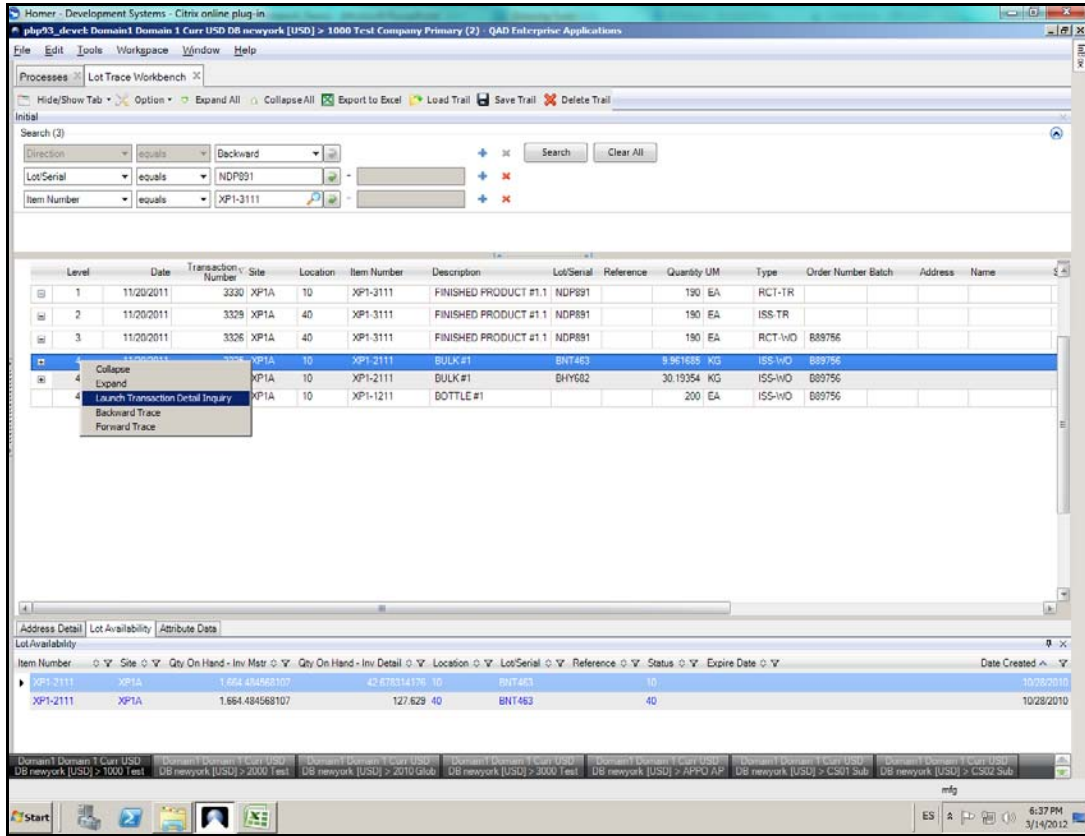 Homer - Development Systems - Citrix online plug-in
pbp93_devel: Domain1 Domain 1 Curr USD DB newyork [USD] > 1000 Test Company Primary (2) - QAD Enterprise Applications
File Edit Tools Workspace Window Help
Processes Lot Trace Workbench
Hide/Show Tab Option Expand All Collapse All Export to Excel Load Trail Save Trail Delete Trail
Initial
Search (3)
Direction equals Backward Search Clear All
Lot/Serial equals NDP891 -
Item Number equals XP1-3111 -
Level Date Transaction Number Site Location Item Number Description Lot/Serial Reference Quantity UM Type Order Number Batch Address Name
1 11/20/2011 3330 XP1A 10 XP1-3111 FINISHED PRODUCT #1.1 NDP891 190 EA RCT-TR
2 11/20/2011 3329 XP1A 40 XP1-3111 FINISHED PRODUCT #1.1 NDP891 190 EA ISS-TR
3 11/20/2011 3326 XP1A 40 XP1-3111 FINISHED PRODUCT #1.1 NDP891 190 EA RCT-WO B89756
4 XP1A 10 XP1-2111 BULK #1 BNT463 9.961685 KG ISS-WO B89756
4 XP1A 10 XP1-2111 BULK #1 BHY682 30.19354 KG ISS-WO B89756
4 XP1A 10 XP1-1211 BOTTLE #1 200 EA ISS-WO B89756
Collapse
Expand
Launch Transaction Detail Inquiry
Backward Trace
Forward Trace
Address Detail Lot Availability Attribute Data
Lot Availability
Item Number Site Qty On Hand - Inv Mstr Qty On Hand - Inv Detail Location Lot/Serial Reference Status Expire Date Date Created
XP1-2111 XP1A 1.664.484568107 42.678314176 10 BNT463 10 10/28/2010
XP1-2111 XP1A 1.664.484568107 127.629 40 BNT463 40 10/28/2010
Domain1 Domain 1 Curr USD Domain1 Domain 1 Curr USD Domain1 Domain 1 Curr USD Domain1 Domain 1 Curr USD Domain1 Domain 1 Curr USD Domain1 Domain 1 Curr USD Domain1 Domain 1 Curr USD
DB newyork [USD] > 1000 Test DB newyork [USD] > 2000 Test DB newyork [USD] > 2010 Glob DB newyork [USD] > 3000 Test DB newyork [USD] > APPO AP DB newyork [USD] > CS01 Sub DB newyork [USD] > CS02 Sub
mfg
Start ES 6:37 PM
3/14/2012